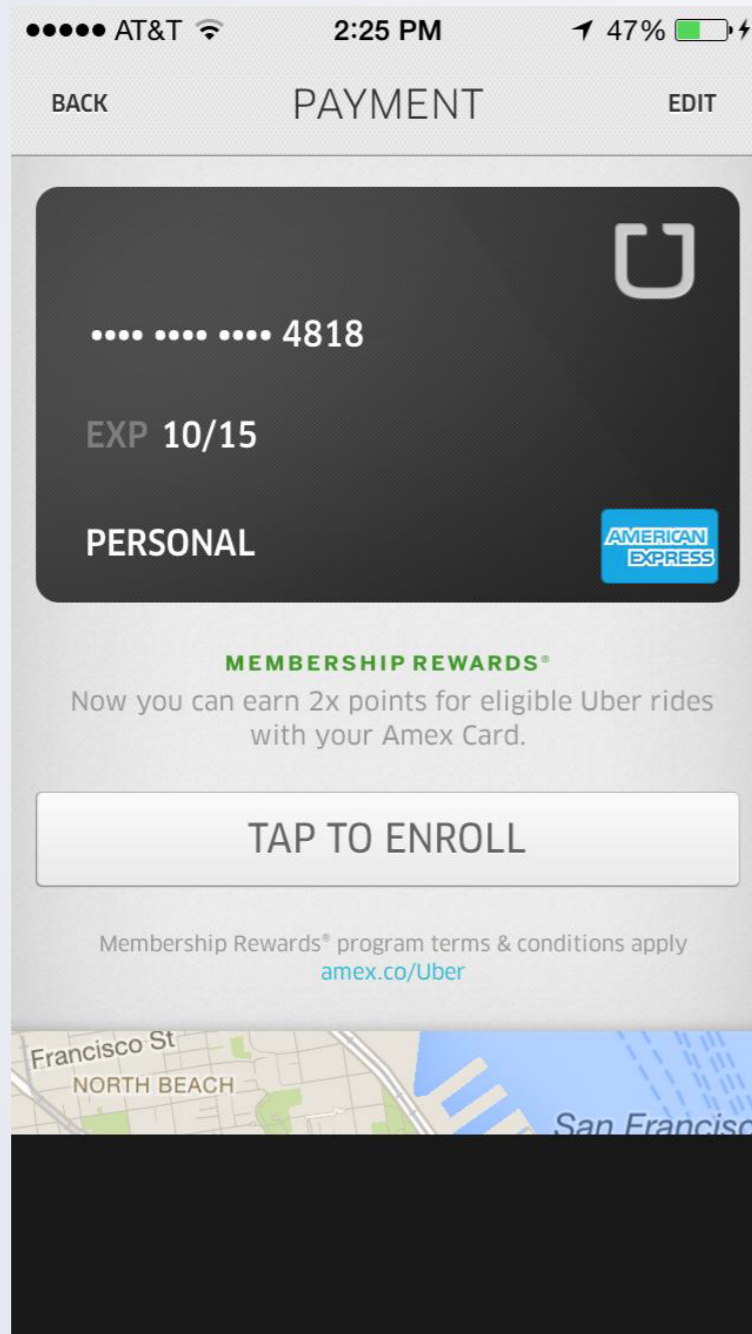 AT&T 2:25 PM 47%
BACK PAYMENT EDIT
•••• •••• •••• 4818
EXP 10/15
PERSONAL
AMERICAN
EXPRESS
MEMBERSHIP REWARDS®
Now you can earn 2x points for eligible Uber rides
with your Amex Card.
TAP TO ENROLL
Membership Rewards® program terms & conditions apply
amex.co/Uber
Francisco St
NORTH BEACH
San Francisc